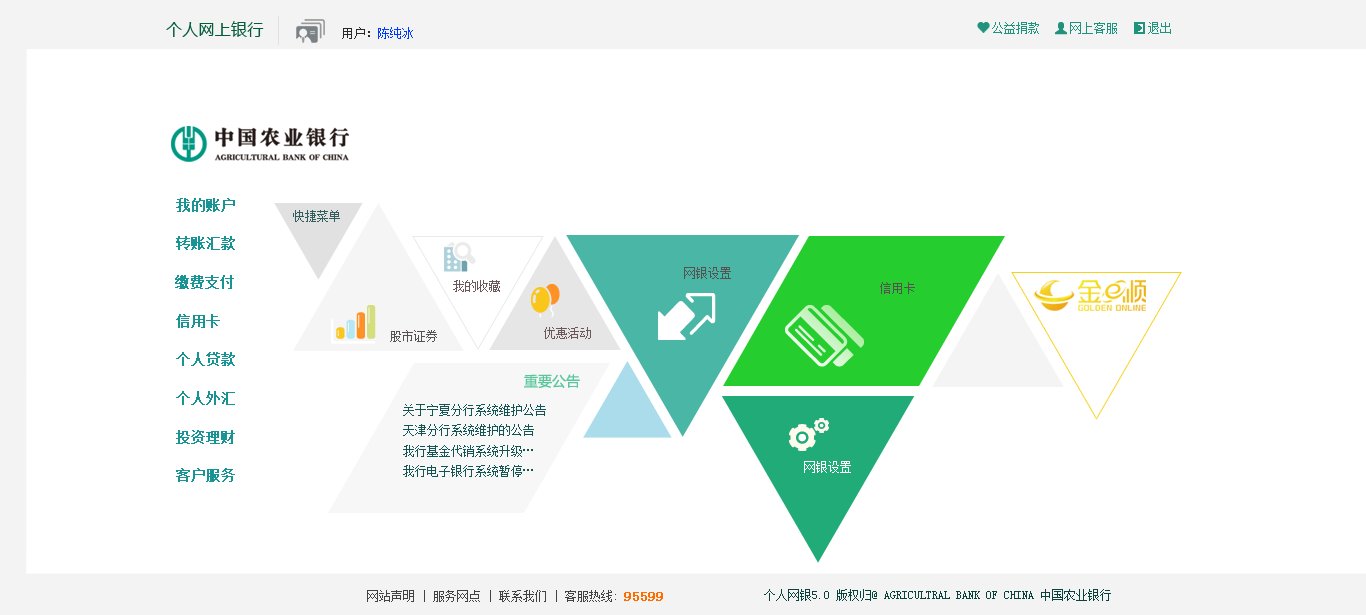 个人网上银行 用户: 陈纯冰 公益捐款 网上客服 退出
中国农业银行
AGRICULTURAL BANK OF CHINA
我的账户
转账汇款
缴费支付
信用卡
个人贷款
个人外汇
投资理财
客户服务
快捷菜单
股市证券
我的收藏
优惠活动
网银设置
信用卡
金e顺
GOLDEN ONLINE
重要公告
关于宁夏分行系统维护公告
天津分行系统维护的公告
我行基金代销系统升级…
我行电子银行系统暂停…
网银设置
网站声明 | 服务网点 | 联系我们 | 客服热线: 95599 个人网银5.0 版权归@ AGRICULTRAL BANK OF CHINA 中国农业银行